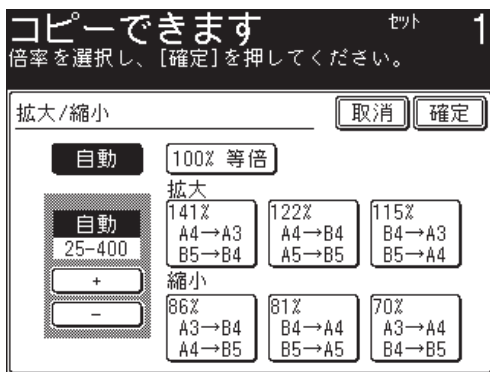 コピーできます セット 1
倍率を選択し、[確定]を押してください。
拡大/縮小 取消 確定
自動 100% 等倍
自動
25-400
+
-
拡大
141% 122% 115%
A4→A3 A4→B4 B4→A3
B5→B4 A5→B5 B5→A4
縮小
86% 81% 70%
A3→B4 B4→A4 A3→A4
A4→B5 B5→A5 B4→B5